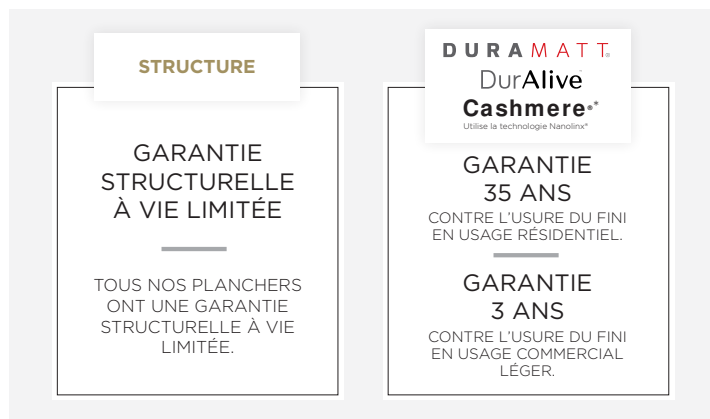 STRUCTURE
GARANTIE
STRUCTURELLE
À VIE LIMITÉE
TOUS NOS PLANCHERS
ONT UNE GARANTIE
STRUCTURELLE À VIE
LIMITÉE.
DURAMATT®
DurAlive
Cashmere®*
Utilise la technologie Nanolinx*
GARANTIE
35 ANS
CONTRE L'USURE DU FINI
EN USAGE RÉSIDENTIEL.
GARANTIE
3 ANS
CONTRE L'USURE DU FINI
EN USAGE COMMERCIAL
LÉGER.